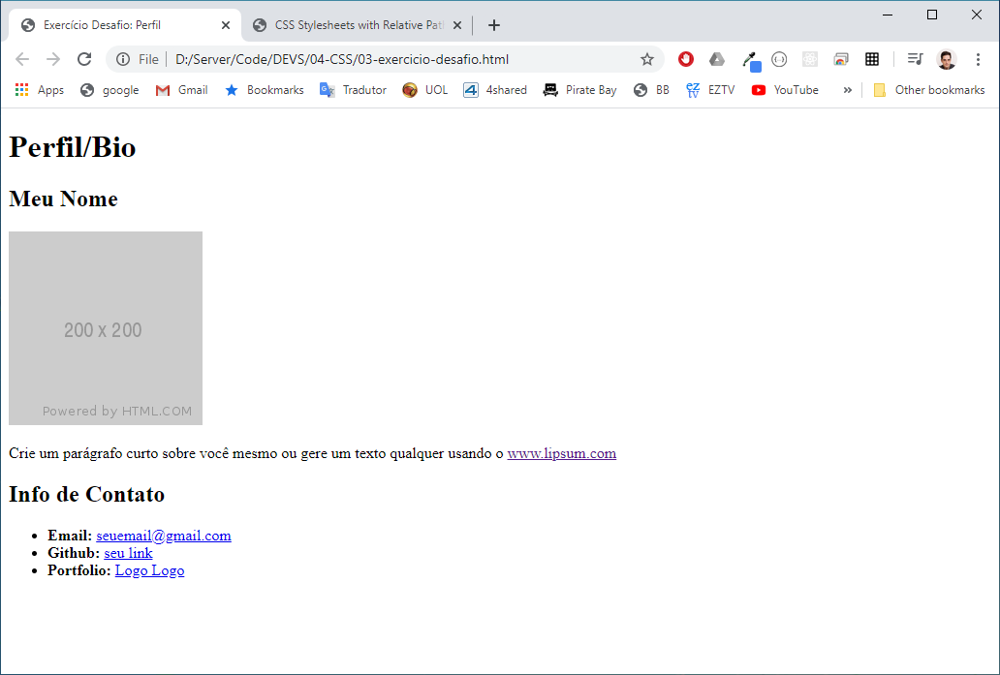 Exercício Desafio: Perfil
CSS Stylesheets with Relative Pat
File D:/Server/Code/DEVS/04-CSS/03-exercicio-desafio.html
Apps google Gmail Bookmarks Tradutor UOL 4shared Pirate Bay BB EZTV YouTube » Other bookmarks
Perfil/Bio
Meu Nome
200 x 200
Powered by HTML.COM
Crie um parágrafo curto sobre você mesmo ou gere um texto qualquer usando o www.lipsum.com
Info de Contato
Email: seuemail@gmail.com
Github: seu link
Portfolio: Logo Logo